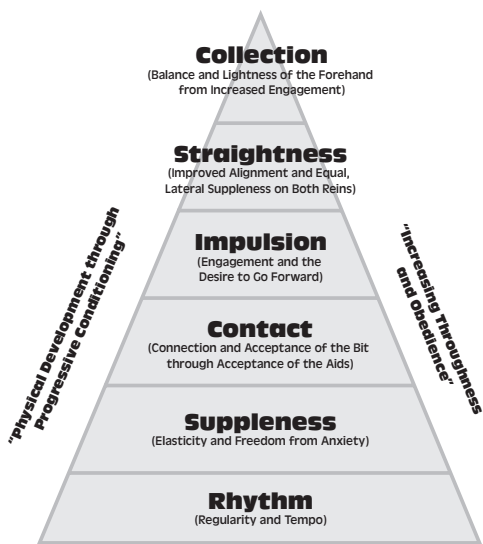 Collection
(Balance and Lightness of the Forehand
from Increased Engagement)
Straightness
(Improved Alignment and Equal,
Lateral Suppleness on Both Reins)
Impulsion
(Engagement and the
Desire to Go Forward)
Contact
(Connection and Acceptance of the Bit
through Acceptance of the Aids)
Suppleness
(Elasticity and Freedom from Anxiety)
Rhythm
(Regularity and Tempo)
"Physical Development through
Progressive Conditioning"
"Increasing Throughness
and Obedience"